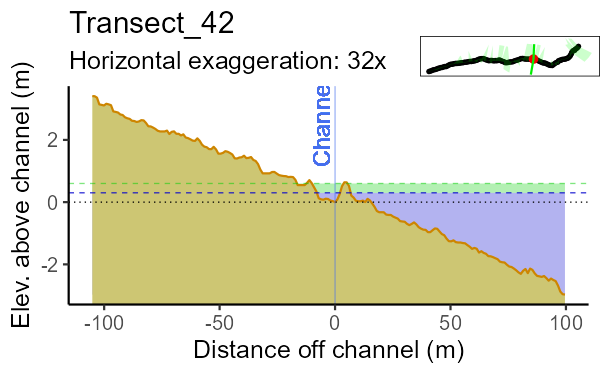 Transect_42
Horizontal exaggeration: 32x
Elev. above channel (m)
Channe
2
0
-2
-100
-50
0
50
100
Distance off channel (m)